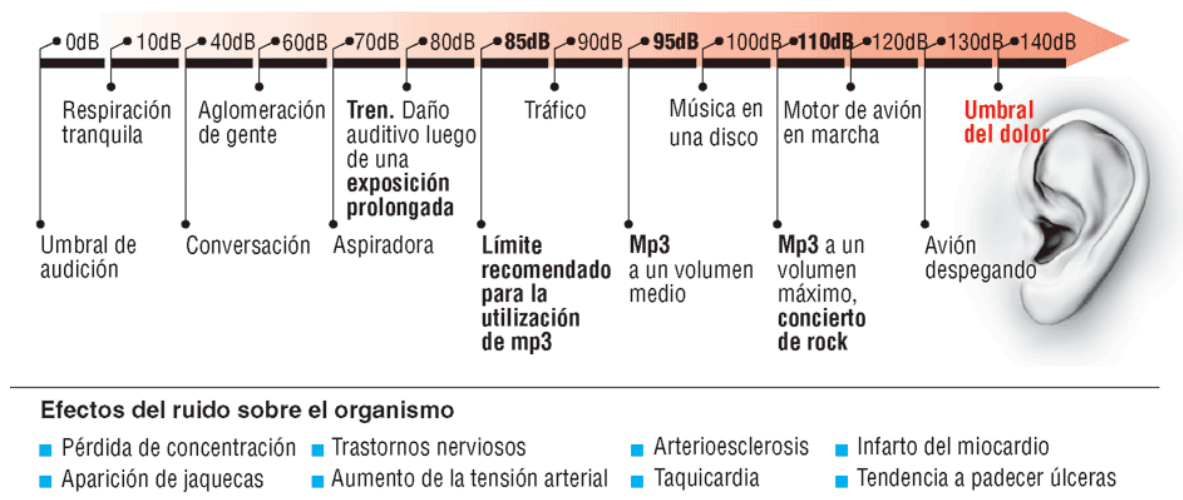 0dB 10dB 40dB 60dB 70dB 80dB 85dB 90dB 95dB 100dB 110dB 120dB 130dB 140dB
Respiración
tranquila
Aglomeración
de gente
Tren. Daño
auditivo luego
de una
exposición
prolongada
Tráfico
Música en
una disco
Motor de avión
en marcha
Umbral
del dolor
Umbral de
audición
Conversación
Aspiradora
Límite
recomendado
para la
utilización
de mp3
Mp3
a un volumen
medio
Mp3 a un
volumen
máximo,
concierto
de rock
Avión
despegando
Efectos del ruido sobre el organismo
Pérdida de concentración
Aparición de jaquecas
Trastornos nerviosos
Aumento de la tensión arterial
Arterioesclerosis
Taquicardia
Infarto del miocardio
Tendencia a padecer úlceras